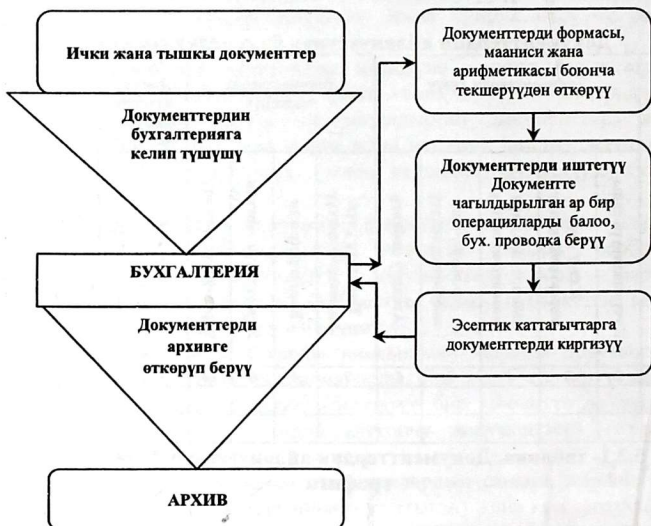 Ички жана тышкы документтер
Документтердин
бухгалтерияга
келип түшүшү
БУХГАЛТЕРИЯ
Документтерди
архивге
өткөрүп берүү
АРХИВ
Документтерди формасы,
мааниси жана
арифметикасы боюнча
текшерүүдөн өткөрүү
Документтерди иштетүү
Документте
чагылдырылган ар бир
операцияларды балоо,
бух. проводка берүү
Эсептик каттагычтарга
документтерди киргизүү